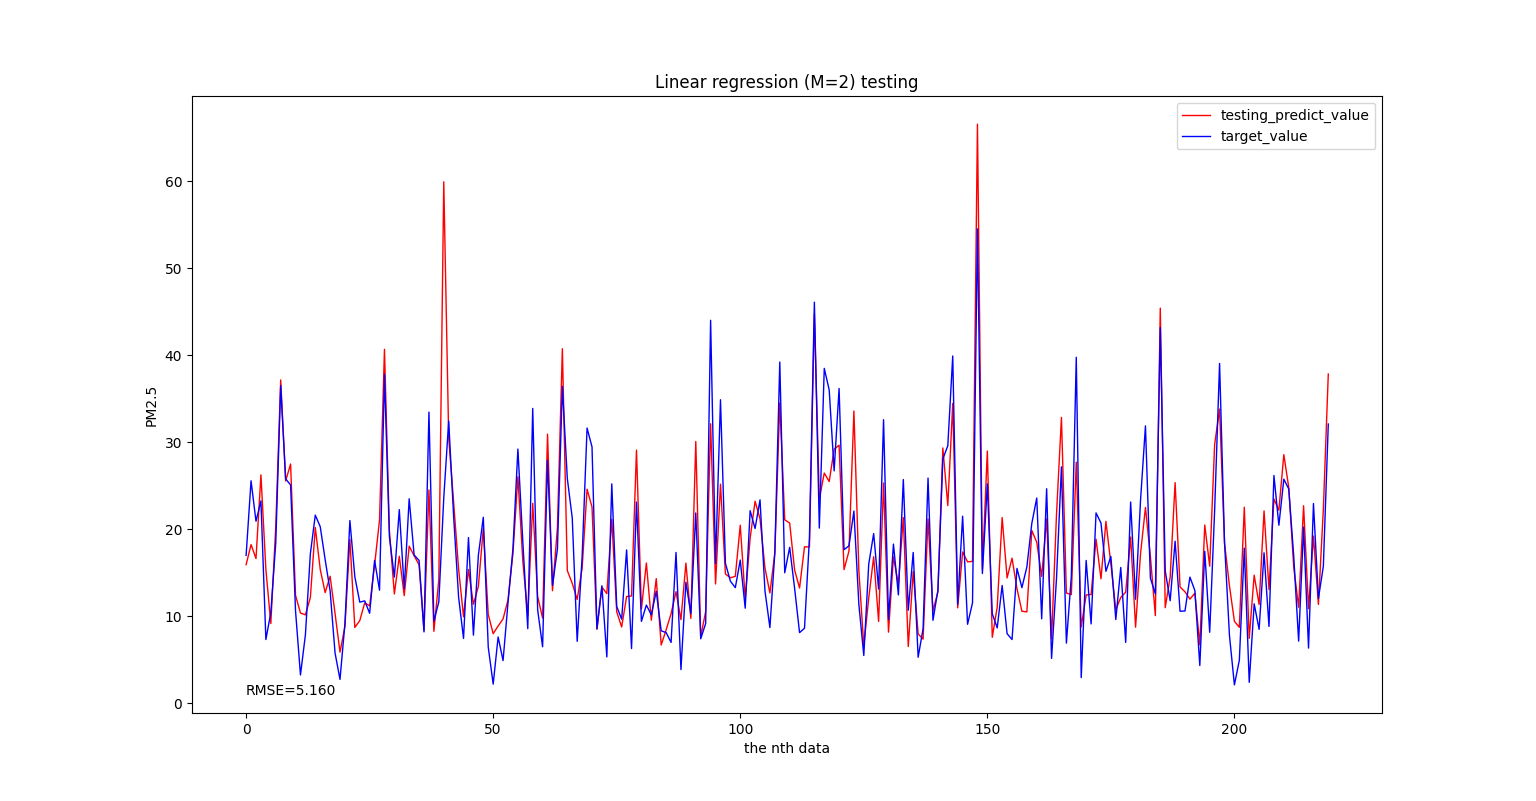 Linear regression (M=2) testing
testing_predict_value
target_value
PM2.5
60
50
40
30
20
10
0
RMSE=5.160
0
50
100
150
200
the nth data